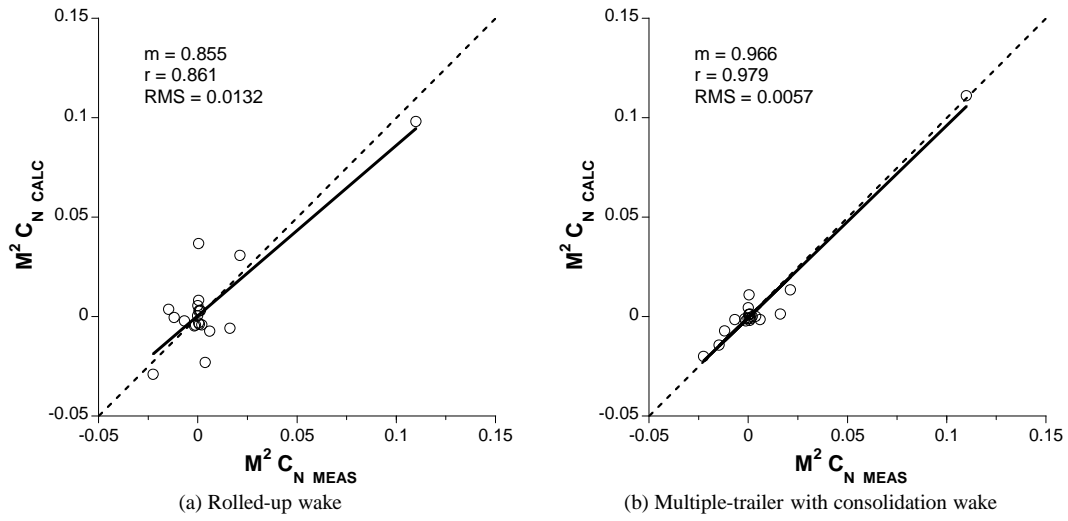 0.15
m = 0.855
r = 0.861
RMS = 0.0132
0.1
M² C_N CALC
0.05
0
-0.05
-0.05 0 0.05 0.1 0.15
M² C_N MEAS
(a) Rolled-up wake
0.15
m = 0.966
r = 0.979
RMS = 0.0057
0.1
M² C_N CALC
0.05
0
-0.05
-0.05 0 0.05 0.1 0.15
M² C_N MEAS
(b) Multiple-trailer with consolidation wake